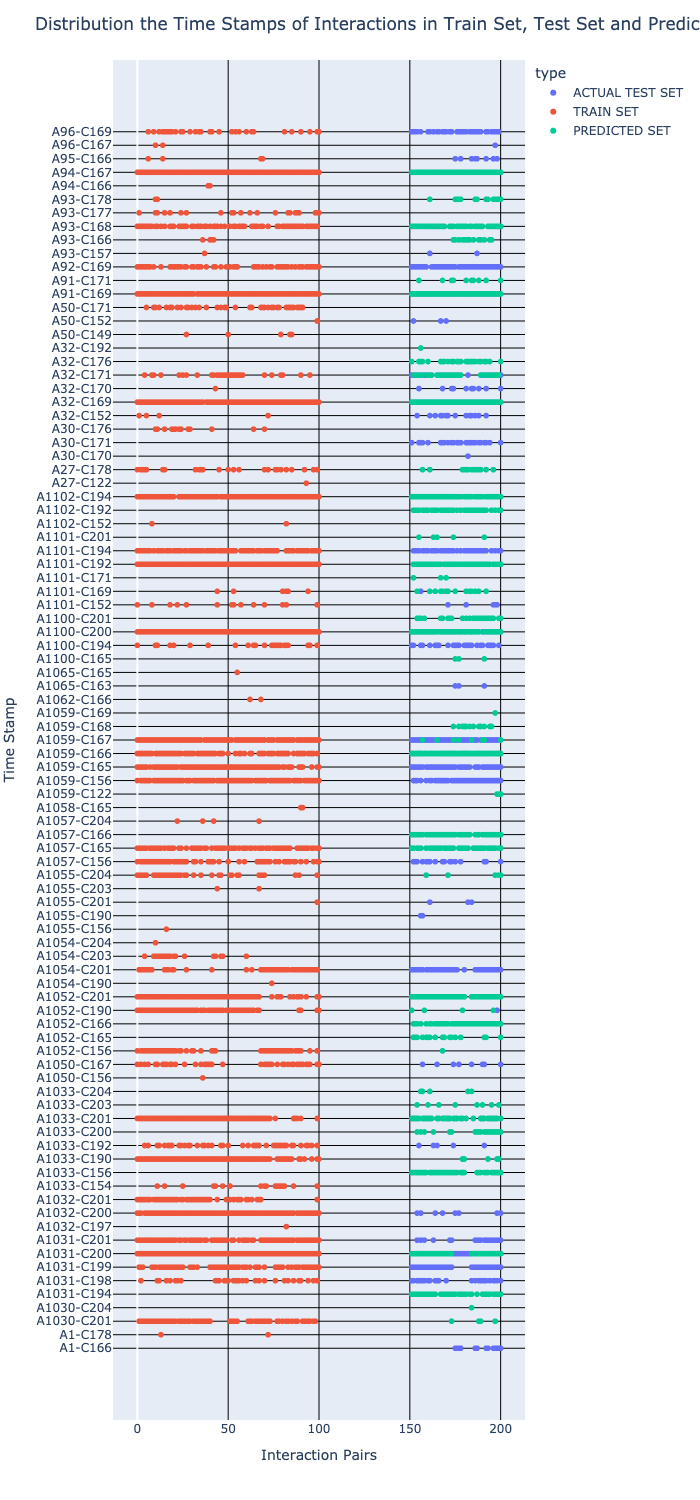 Distribution the Time Stamps of Interactions in Train Set, Test Set and Predic
type
ACTUAL TEST SET
TRAIN SET
PREDICTED SET
A96-C169
A96-C167
A95-C166
A94-C167
A94-C166
A93-C178
A93-C177
A93-C168
A93-C166
A93-C157
A92-C169
A91-C171
A91-C169
A50-C171
A50-C152
A50-C149
A32-C192
A32-C176
A32-C171
A32-C170
A32-C169
A32-C152
A30-C176
A30-C171
A30-C170
A27-C178
A27-C122
A1102-C194
A1102-C192
A1102-C152
A1101-C201
A1101-C194
A1101-C192
A1101-C171
A1101-C169
A1101-C152
A1100-C201
A1100-C200
A1100-C194
A1100-C165
A1065-C165
A1065-C163
A1062-C166
A1059-C169
A1059-C168
A1059-C167
A1059-C166
A1059-C165
A1059-C156
A1059-C122
A1058-C165
A1057-C204
A1057-C166
A1057-C165
A1057-C156
A1055-C204
A1055-C203
A1055-C201
A1055-C190
A1055-C156
A1054-C204
A1054-C203
A1054-C201
A1054-C190
A1052-C201
A1052-C190
A1052-C166
A1052-C165
A1052-C156
A1050-C167
A1050-C156
A1033-C204
A1033-C203
A1033-C201
A1033-C200
A1033-C192
A1033-C190
A1033-C156
A1033-C154
A1032-C201
A1032-C200
A1032-C197
A1031-C201
A1031-C200
A1031-C199
A1031-C198
A1031-C194
A1030-C204
A1030-C201
A1-C178
A1-C166
Time Stamp
0 50 100 150 200
Interaction Pairs